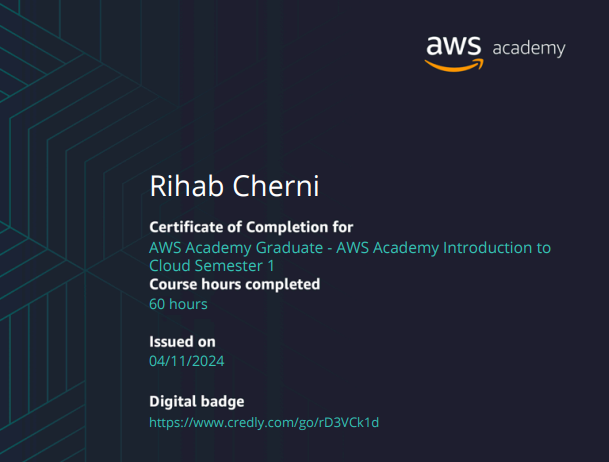 aws academy
Rihab Cherni
Certificate of Completion for
AWS Academy Graduate - AWS Academy Introduction to
Cloud Semester 1
Course hours completed
60 hours
Issued on
04/11/2024
Digital badge
https://www.credly.com/go/rD3VCk1d